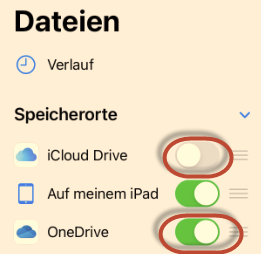 Dateien
Verlauf
Speicherorte
iCloud Drive
Auf meinem iPad
OneDrive